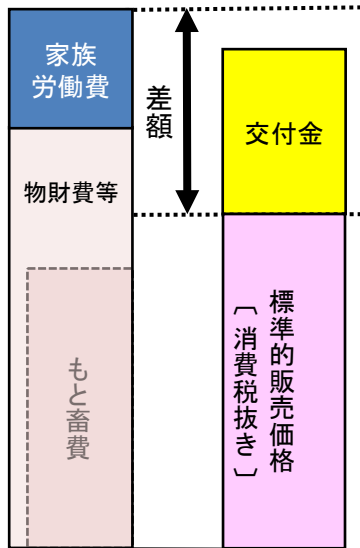 家族
労働費
物財費等
もと畜費
差額
交付金
標準的販売価格
〔消費税抜き〕